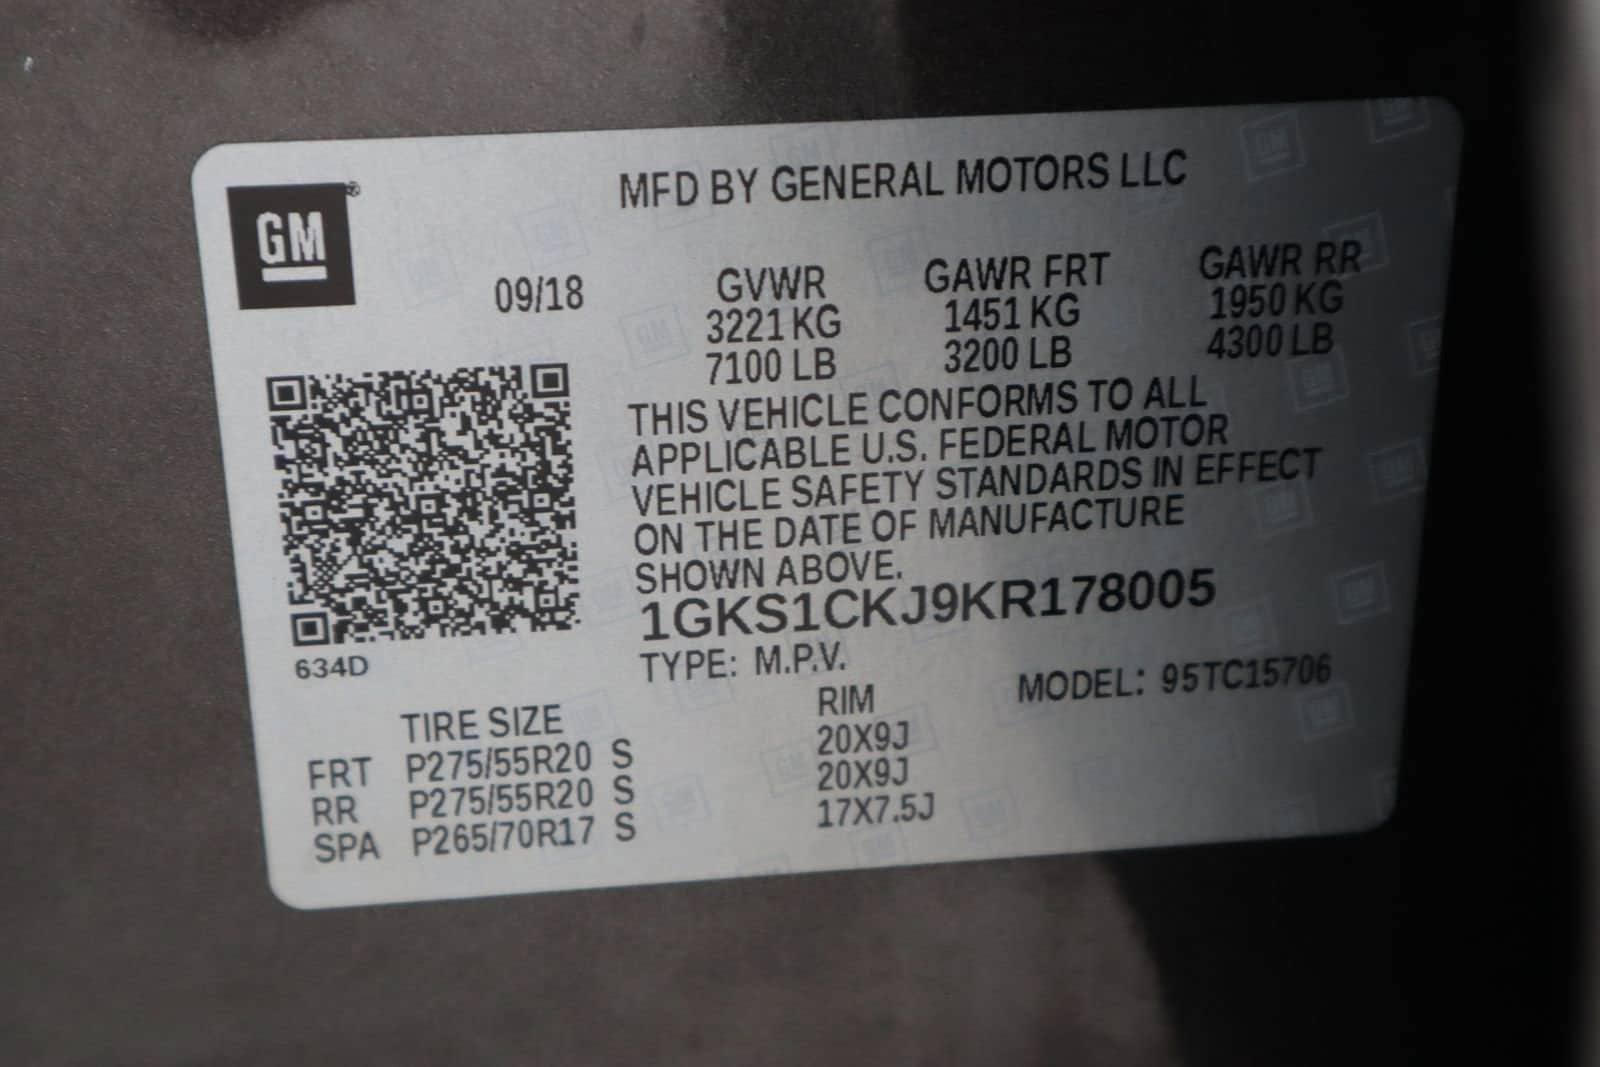 GM
MFD BY GENERAL MOTORS LLC
09/18
GVWR GAWR FRT GAWR RR
3221 KG 1451 KG 1950 KG
7100 LB 3200 LB 4300 LB
THIS VEHICLE CONFORMS TO ALL
APPLICABLE U.S. FEDERAL MOTOR
VEHICLE SAFETY STANDARDS IN EFFECT
ON THE DATE OF MANUFACTURE
SHOWN ABOVE.
1GKS1CKJ9KR178005
634D
TYPE: M.P.V. MODEL: 95TC15706
TIRE SIZE RIM
FRT P275/55R20 S 20X9J
RR P275/55R20 S 20X9J
SPA P265/70R17 S 17X7.5J